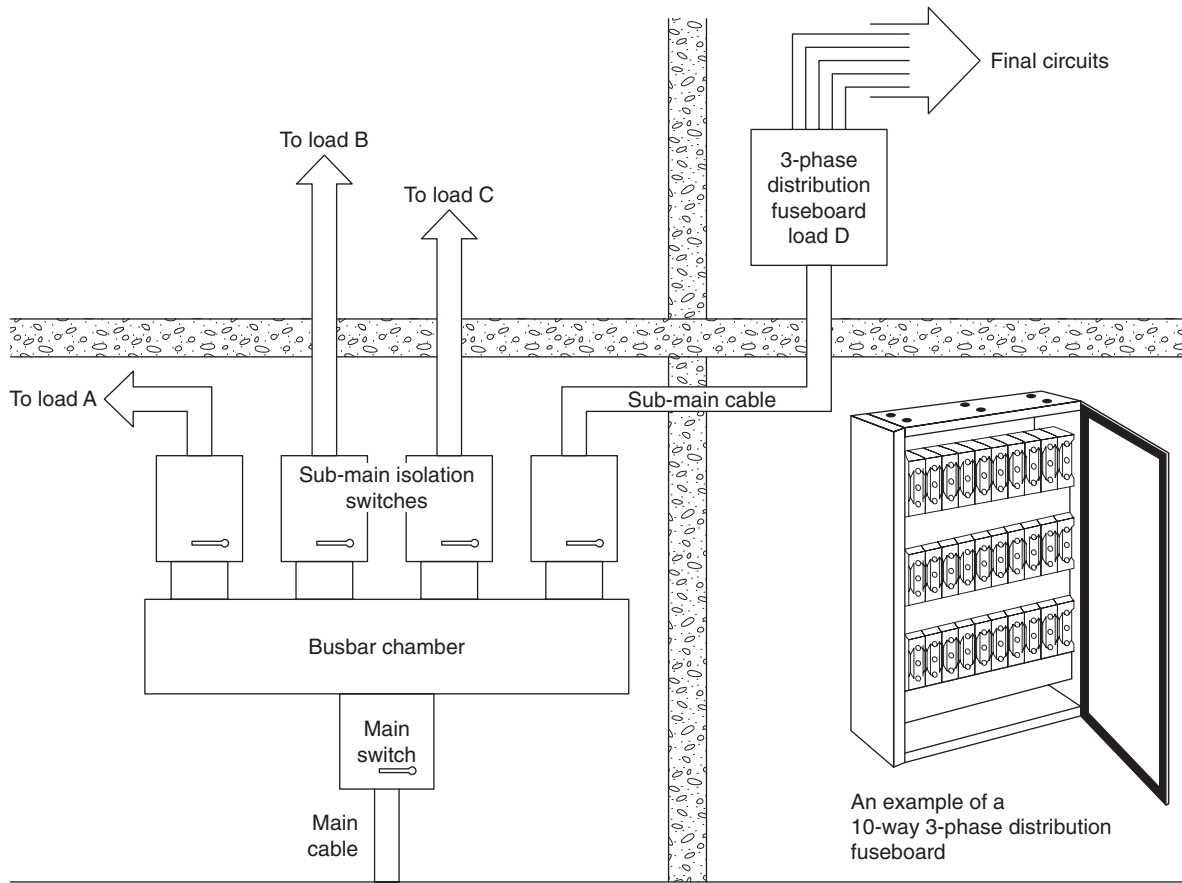 Final circuits
To load B
3-phase
distribution
fuseboard
load D
To load C
To load A
Sub-main cable
Sub-main isolation
switches
Busbar chamber
Main
switch
Main
cable
An example of a
10-way 3-phase distribution
fuseboard